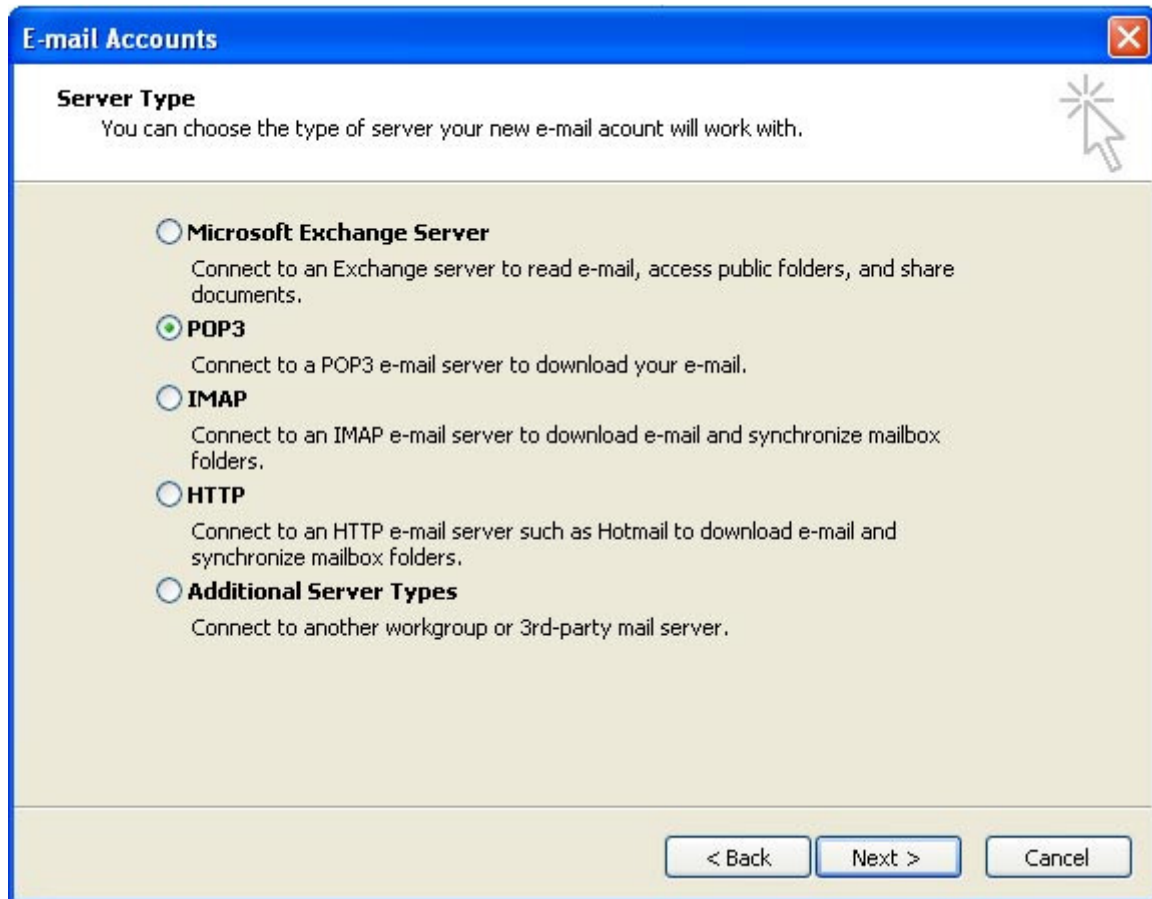 E-mail Accounts
Server Type
You can choose the type of server your new e-mail acount will work with.
Microsoft Exchange Server
Connect to an Exchange server to read e-mail, access public folders, and share
documents.
POP3
Connect to a POP3 e-mail server to download your e-mail.
IMAP
Connect to an IMAP e-mail server to download e-mail and synchronize mailbox
folders.
HTTP
Connect to an HTTP e-mail server such as Hotmail to download e-mail and
synchronize mailbox folders.
Additional Server Types
Connect to another workgroup or 3rd-party mail server.
< Back Next > Cancel